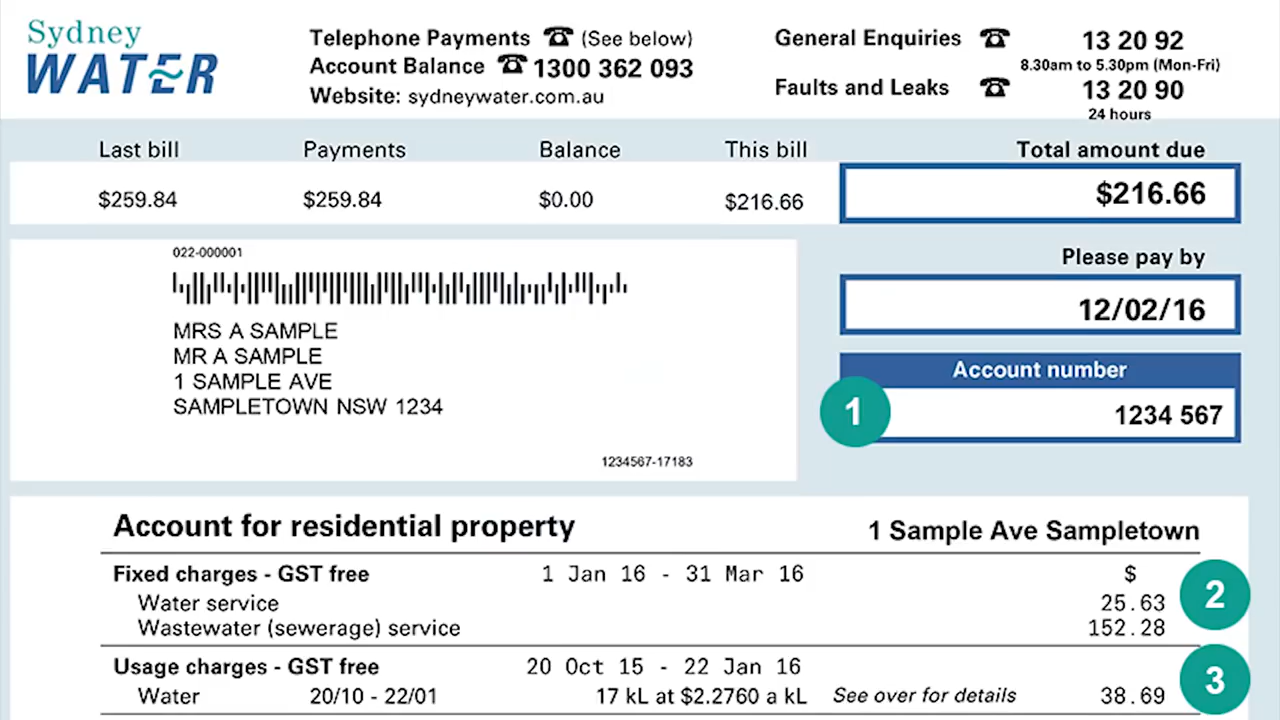 Sydney
WATER
Telephone Payments ☎ (See below)
Account Balance ☎ 1300 362 093
Website: sydneywater.com.au
General Enquiries ☎ 13 20 92
8.30am to 5.30pm (Mon-Fri)
Faults and Leaks ☎ 13 20 90
24 hours
Last bill Payments Balance This bill Total amount due
$259.84 $259.84 $0.00 $216.66 $216.66
Please pay by
12/02/16
Account number
1 1234 567
022-000001
MRS A SAMPLE
MR A SAMPLE
1 SAMPLE AVE
SAMPLETOWN NSW 1234
1234567-17183
Account for residential property 1 Sample Ave Sampletown
Fixed charges - GST free 1 Jan 16 - 31 Mar 16 $
Water service 25.63 2
Wastewater (sewerage) service 152.28
Usage charges - GST free 20 Oct 15 - 22 Jan 16
Water 20/10 - 22/01 17 kL at $2.2760 a kL See over for details 38.69 3